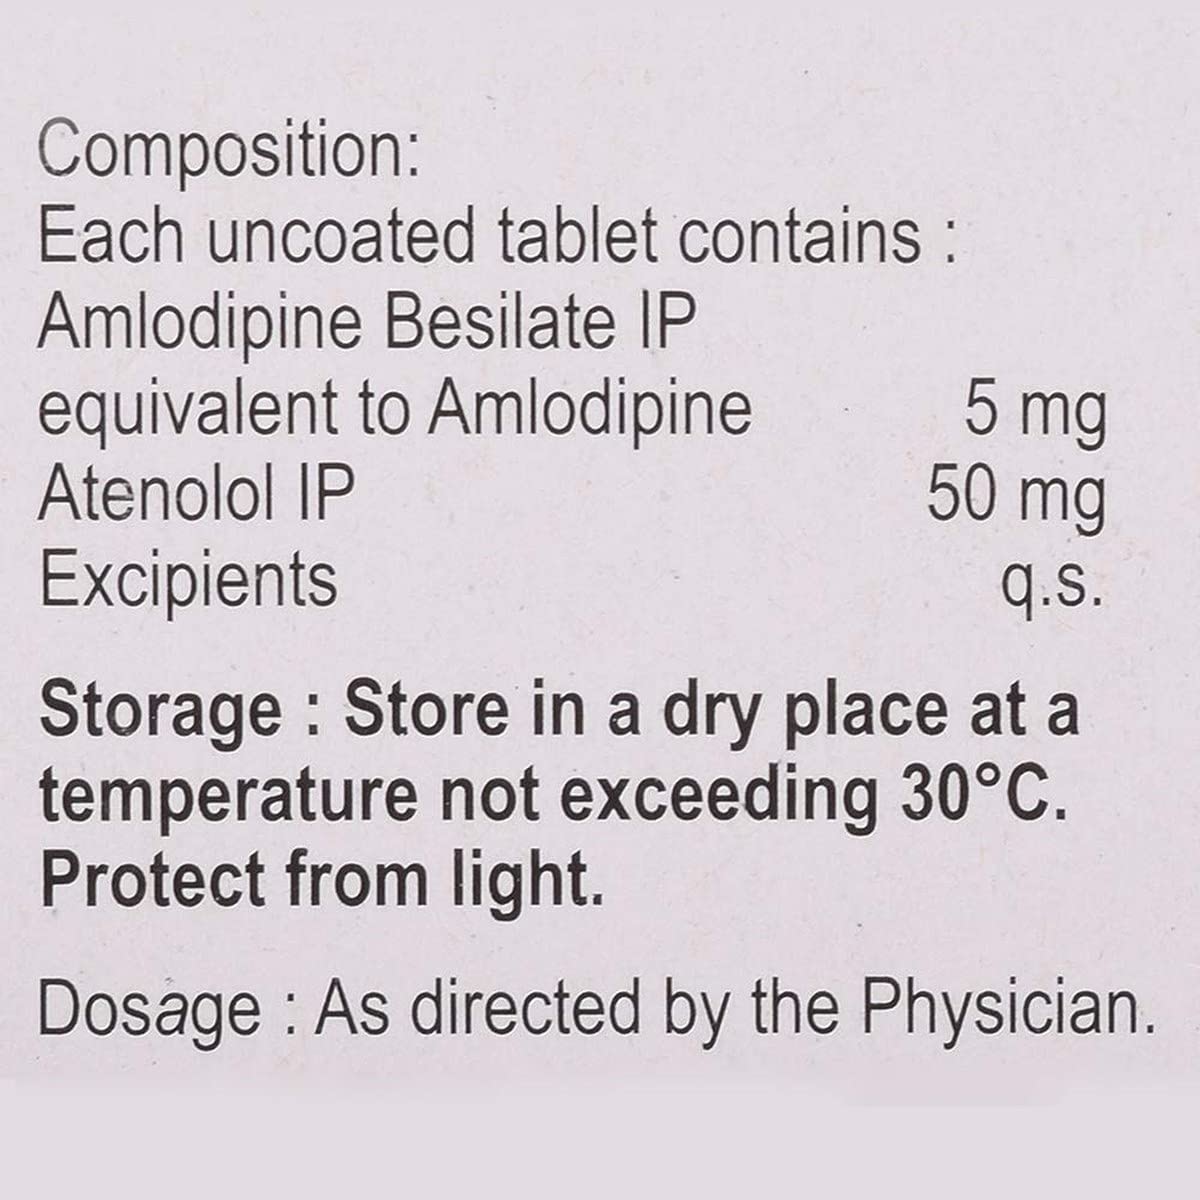 Composition:
Each uncoated tablet contains :
Amlodipine Besilate IP
equivalent to Amlodipine 5 mg
Atenolol IP 50 mg
Excipients q.s.
Storage : Store in a dry place at a
temperature not exceeding 30°C.
Protect from light.
Dosage : As directed by the Physician.